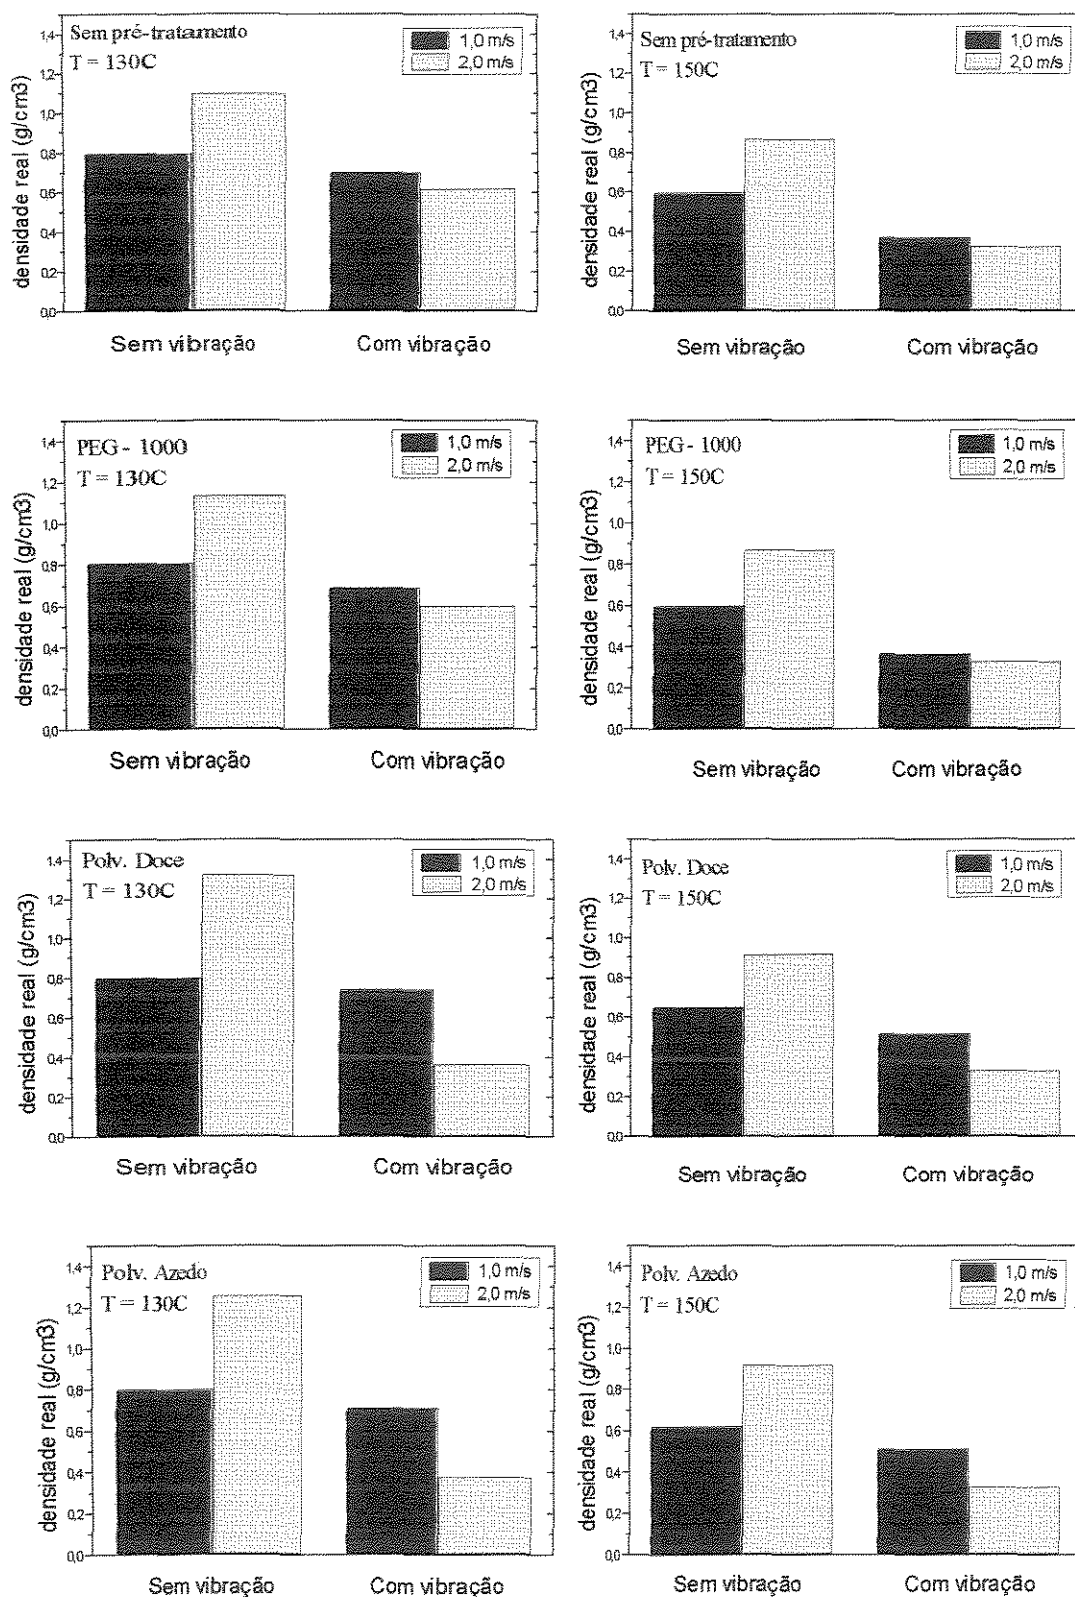 Sem pré-tratamento
T = 130C
1,0 m/s
2,0 m/s
densidade real (g/cm3)
1,4
1,2
1,0
0,8
0,6
0,4
0,2
0,0
Sem vibração
Com vibração
Sem pré-tratamento
T = 150C
1,0 m/s
2,0 m/s
densidade real (g/cm3)
1,4
1,2
1,0
0,8
0,6
0,4
0,2
0,0
Sem vibração
Com vibração
PEG - 1000
T = 130C
1,0 m/s
2,0 m/s
densidade real (g/cm3)
1,4
1,2
1,0
0,8
0,6
0,4
0,2
0,0
Sem vibração
Com vibração
PEG - 1000
T = 150C
1,0 m/s
2,0 m/s
densidade real (g/cm3)
1,4
1,2
1,0
0,8
0,6
0,4
0,2
0,0
Sem vibração
Com vibração
Polv. Doce
T = 130C
1,0 m/s
2,0 m/s
densidade real (g/cm3)
1,4
1,2
1,0
0,8
0,6
0,4
0,2
0,0
Sem vibração
Com vibração
Polv. Doce
T = 150C
1,0 m/s
2,0 m/s
densidade real (g/cm3)
1,4
1,2
1,0
0,8
0,6
0,4
0,2
0,0
Sem vibração
Com vibração
Polv. Azedo
T = 130C
1,0 m/s
2,0 m/s
densidade real (g/cm3)
1,4
1,2
1,0
0,8
0,6
0,4
0,2
0,0
Sem vibração
Com vibração
Polv. Azedo
T = 150C
1,0 m/s
2,0 m/s
densidade real (g/cm3)
1,4
1,2
1,0
0,8
0,6
0,4
0,2
0,0
Sem vibração
Com vibração